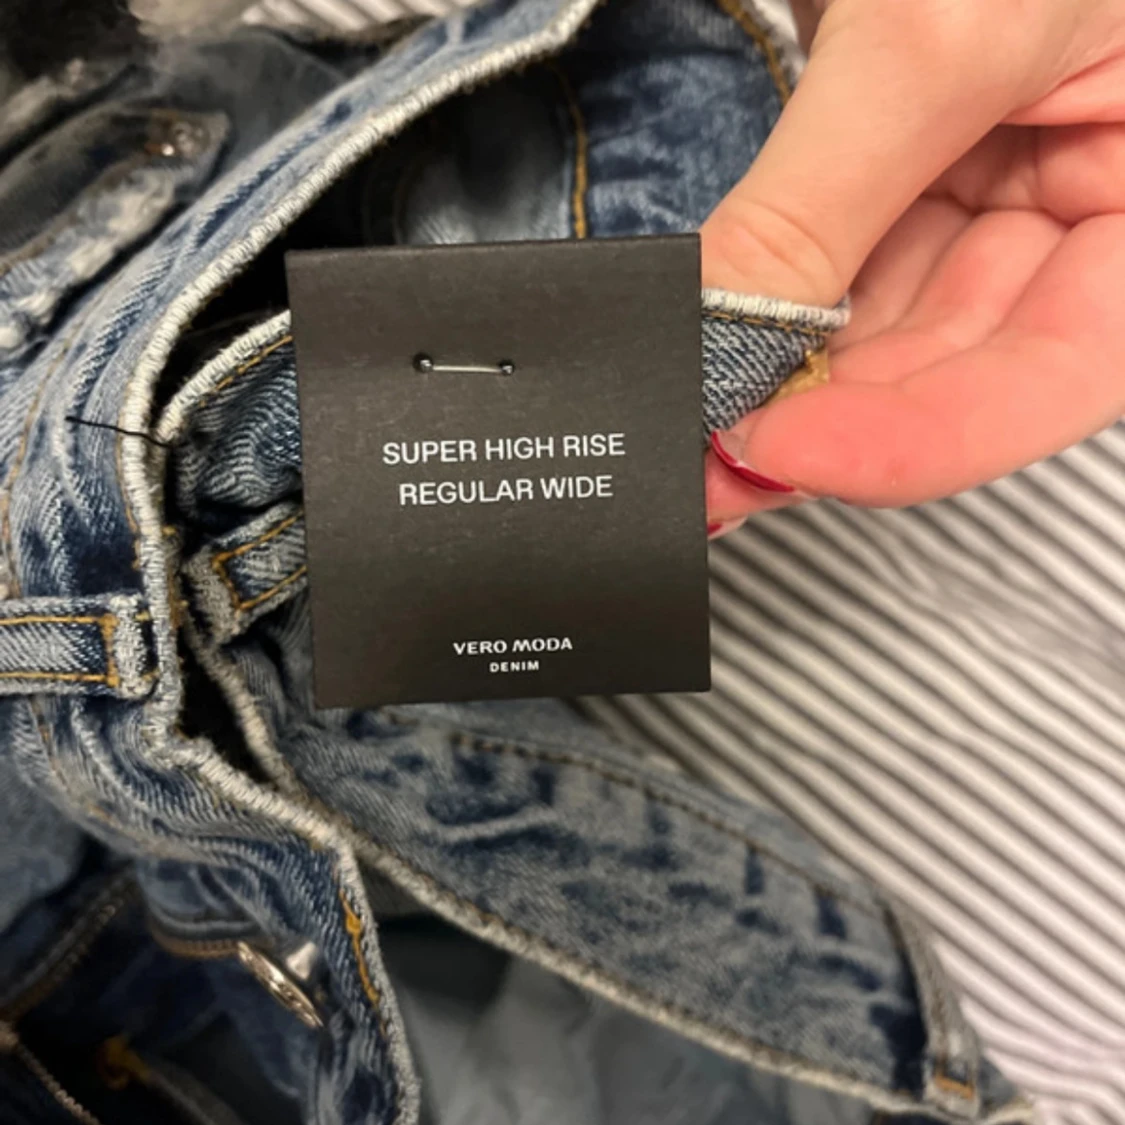 SUPER HIGH RISE
REGULAR WIDE
VERO MODA
DENIM